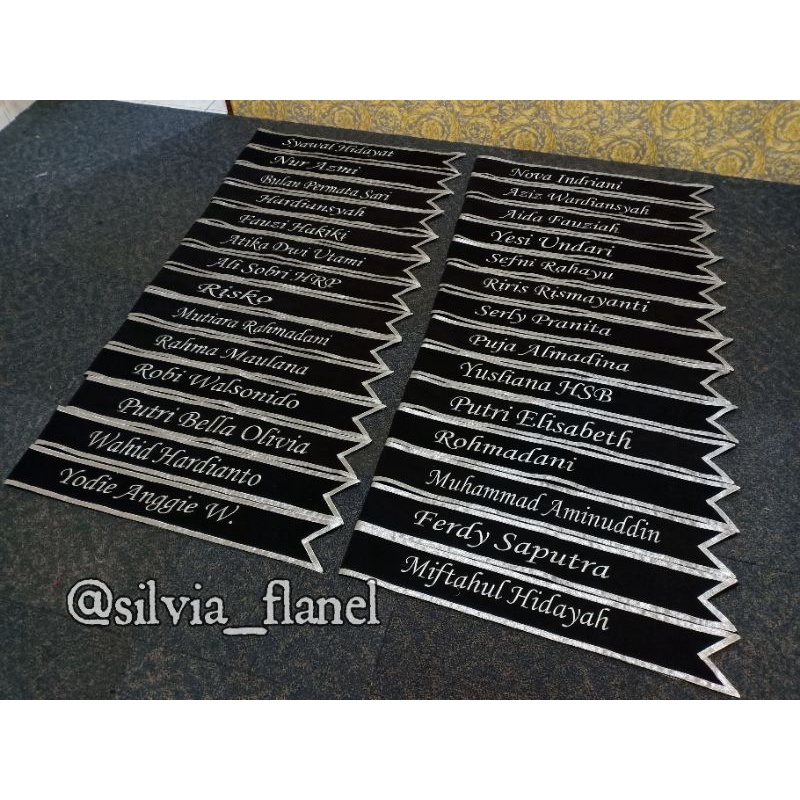 Syawal Hidayat
Nur Azmi
Bulan Permata Sari
Hardiansyah
Fauzi Hakiki
Anka Dwi Utami
Ali Sobri HRP
Risko
Mutiara Rahmadani
Rahma Maulana
Robi Walsonido
Putri Bella Olivia
Wahid Hardianto
Yodie Anggie W.
Nova Indriani
Aziz Wardiansyah
Aida Fauziah
Yesi Undari
Sefni Rahayu
Riris Rismayanti
Serly Pranita
Puja Almadina
Yusliana HSB
Putri Elisabeth
Rohmadani
Muhammad Aminuddin
Ferdy Saputra
Miftahul Hidayah
@silvia_flanel